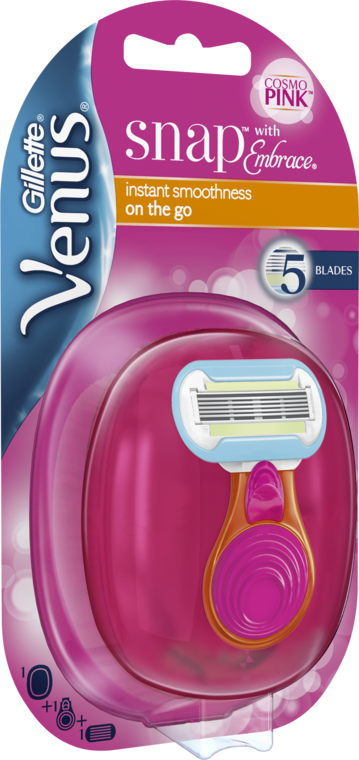 COSMO
PINK™
Gillette®
Venus®
snap™ with
Embrace®
instant smoothness
on the go
5 BLADES
1
+1
+
1